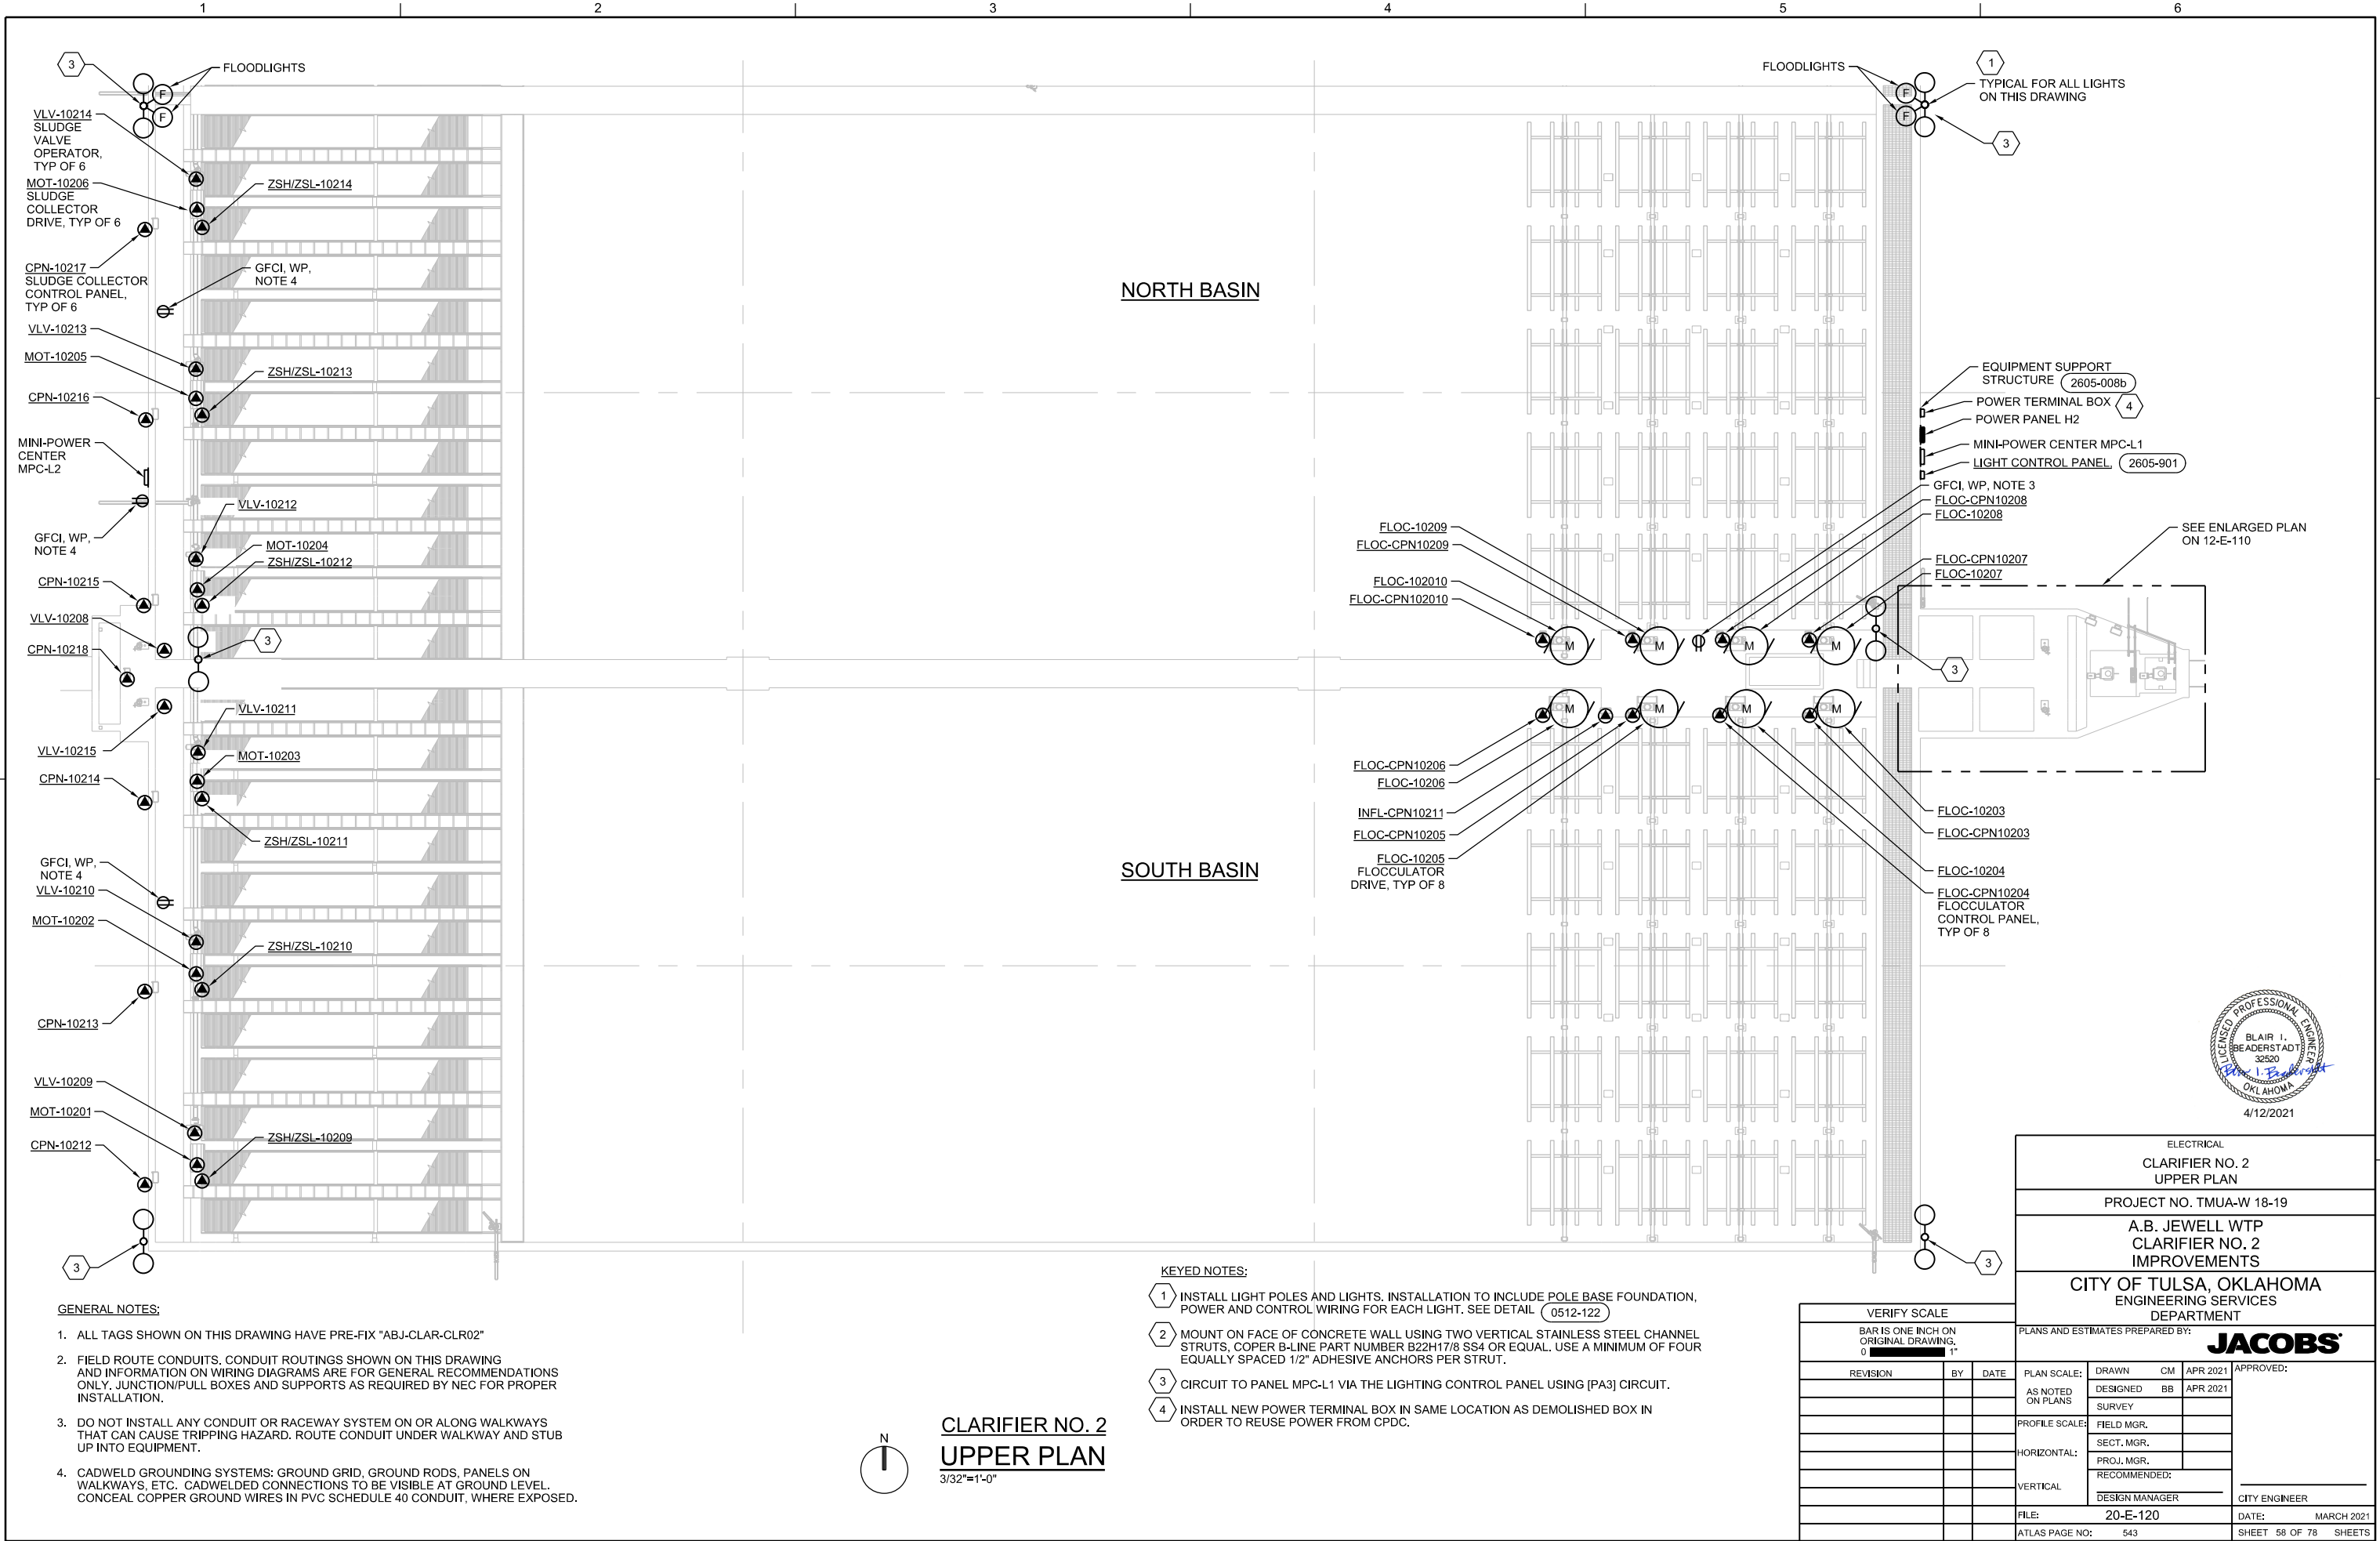 1
2
3
4
5
6
3
FLOODLIGHTS
F
F
VLV-10214
SLUDGE
VALVE
OPERATOR,
TYP OF 6
MOT-10206
SLUDGE
COLLECTOR
DRIVE, TYP OF 6
ZSH/ZSL-10214
CPN-10217
SLUDGE COLLECTOR
CONTROL PANEL,
TYP OF 6
GFCI, WP,
NOTE 4
VLV-10213
MOT-10205
ZSH/ZSL-10213
CPN-10216
MINI-POWER
CENTER
MPC-L2
GFCI, WP,
NOTE 4
VLV-10212
MOT-10204
ZSH/ZSL-10212
CPN-10215
VLV-10208
CPN-10218
3
VLV-10215
VLV-10211
MOT-10203
CPN-10214
ZSH/ZSL-10211
GFCI, WP,
NOTE 4
VLV-10210
MOT-10202
ZSH/ZSL-10210
CPN-10213
VLV-10209
MOT-10201
ZSH/ZSL-10209
CPN-10212
3
NORTH BASIN
SOUTH BASIN
FLOODLIGHTS
F
F
1
TYPICAL FOR ALL LIGHTS
ON THIS DRAWING
3
EQUIPMENT SUPPORT
STRUCTURE 2605-008b
POWER TERMINAL BOX 4
POWER PANEL H2
MINI-POWER CENTER MPC-L1
LIGHT CONTROL PANEL, 2605-901
GFCI, WP, NOTE 3
FLOC-CPN10208
FLOC-10208
FLOC-10209
FLOC-CPN10209
SEE ENLARGED PLAN
ON 12-E-110
FLOC-CPN10207
FLOC-10207
FLOC-102010
FLOC-CPN102010
M
M
M
M
3
M
M
M
M
FLOC-CPN10206
FLOC-10206
INFL-CPN10211
FLOC-CPN10205
FLOC-10205
FLOCCULATOR
DRIVE, TYP OF 8
FLOC-10203
FLOC-CPN10203
FLOC-10204
FLOC-CPN10204
FLOCCULATOR
CONTROL PANEL,
TYP OF 8
3
LICENSED PROFESSIONAL ENGINEER
BLAIR I.
BEADERSTADT
32520
OKLAHOMA
4/12/2021
GENERAL NOTES:
1. ALL TAGS SHOWN ON THIS DRAWING HAVE PRE-FIX "ABJ-CLAR-CLR02"
2. FIELD ROUTE CONDUITS. CONDUIT ROUTINGS SHOWN ON THIS DRAWING
AND INFORMATION ON WIRING DIAGRAMS ARE FOR GENERAL RECOMMENDATIONS
ONLY. JUNCTION/PULL BOXES AND SUPPORTS AS REQUIRED BY NEC FOR PROPER
INSTALLATION.
3. DO NOT INSTALL ANY CONDUIT OR RACEWAY SYSTEM ON OR ALONG WALKWAYS
THAT CAN CAUSE TRIPPING HAZARD. ROUTE CONDUIT UNDER WALKWAY AND STUB
UP INTO EQUIPMENT.
4. CADWELD GROUNDING SYSTEMS: GROUND GRID, GROUND RODS, PANELS ON
WALKWAYS, ETC. CADWELDED CONNECTIONS TO BE VISIBLE AT GROUND LEVEL.
CONCEAL COPPER GROUND WIRES IN PVC SCHEDULE 40 CONDUIT, WHERE EXPOSED.
N
CLARIFIER NO. 2
UPPER PLAN
3/32"=1'-0"
KEYED NOTES:
1 INSTALL LIGHT POLES AND LIGHTS. INSTALLATION TO INCLUDE POLE BASE FOUNDATION,
POWER AND CONTROL WIRING FOR EACH LIGHT. SEE DETAIL 0512-122
2 MOUNT ON FACE OF CONCRETE WALL USING TWO VERTICAL STAINLESS STEEL CHANNEL
STRUTS, COPER B-LINE PART NUMBER B22H17/8 SS4 OR EQUAL. USE A MINIMUM OF FOUR
EQUALLY SPACED 1/2" ADHESIVE ANCHORS PER STRUT.
3 CIRCUIT TO PANEL MPC-L1 VIA THE LIGHTING CONTROL PANEL USING [PA3] CIRCUIT.
4 INSTALL NEW POWER TERMINAL BOX IN SAME LOCATION AS DEMOLISHED BOX IN
ORDER TO REUSE POWER FROM CPDC.
VERIFY SCALE
BAR IS ONE INCH ON
ORIGINAL DRAWING.
0 1"
REVISION BY DATE
ELECTRICAL
CLARIFIER NO. 2
UPPER PLAN
PROJECT NO. TMUA-W 18-19
A.B. JEWELL WTP
CLARIFIER NO. 2
IMPROVEMENTS
CITY OF TULSA, OKLAHOMA
ENGINEERING SERVICES
DEPARTMENT
PLANS AND ESTIMATES PREPARED BY:
JACOBS
PLAN SCALE:
AS NOTED
ON PLANS
PROFILE SCALE:
HORIZONTAL:
VERTICAL
DRAWN CM APR 2021
DESIGNED BB APR 2021
SURVEY
FIELD MGR.
SECT. MGR.
PROJ. MGR.
RECOMMENDED:
DESIGN MANAGER
APPROVED:
CITY ENGINEER
FILE: 20-E-120
DATE: MARCH 2021
ATLAS PAGE NO: 543
SHEET 58 OF 78 SHEETS